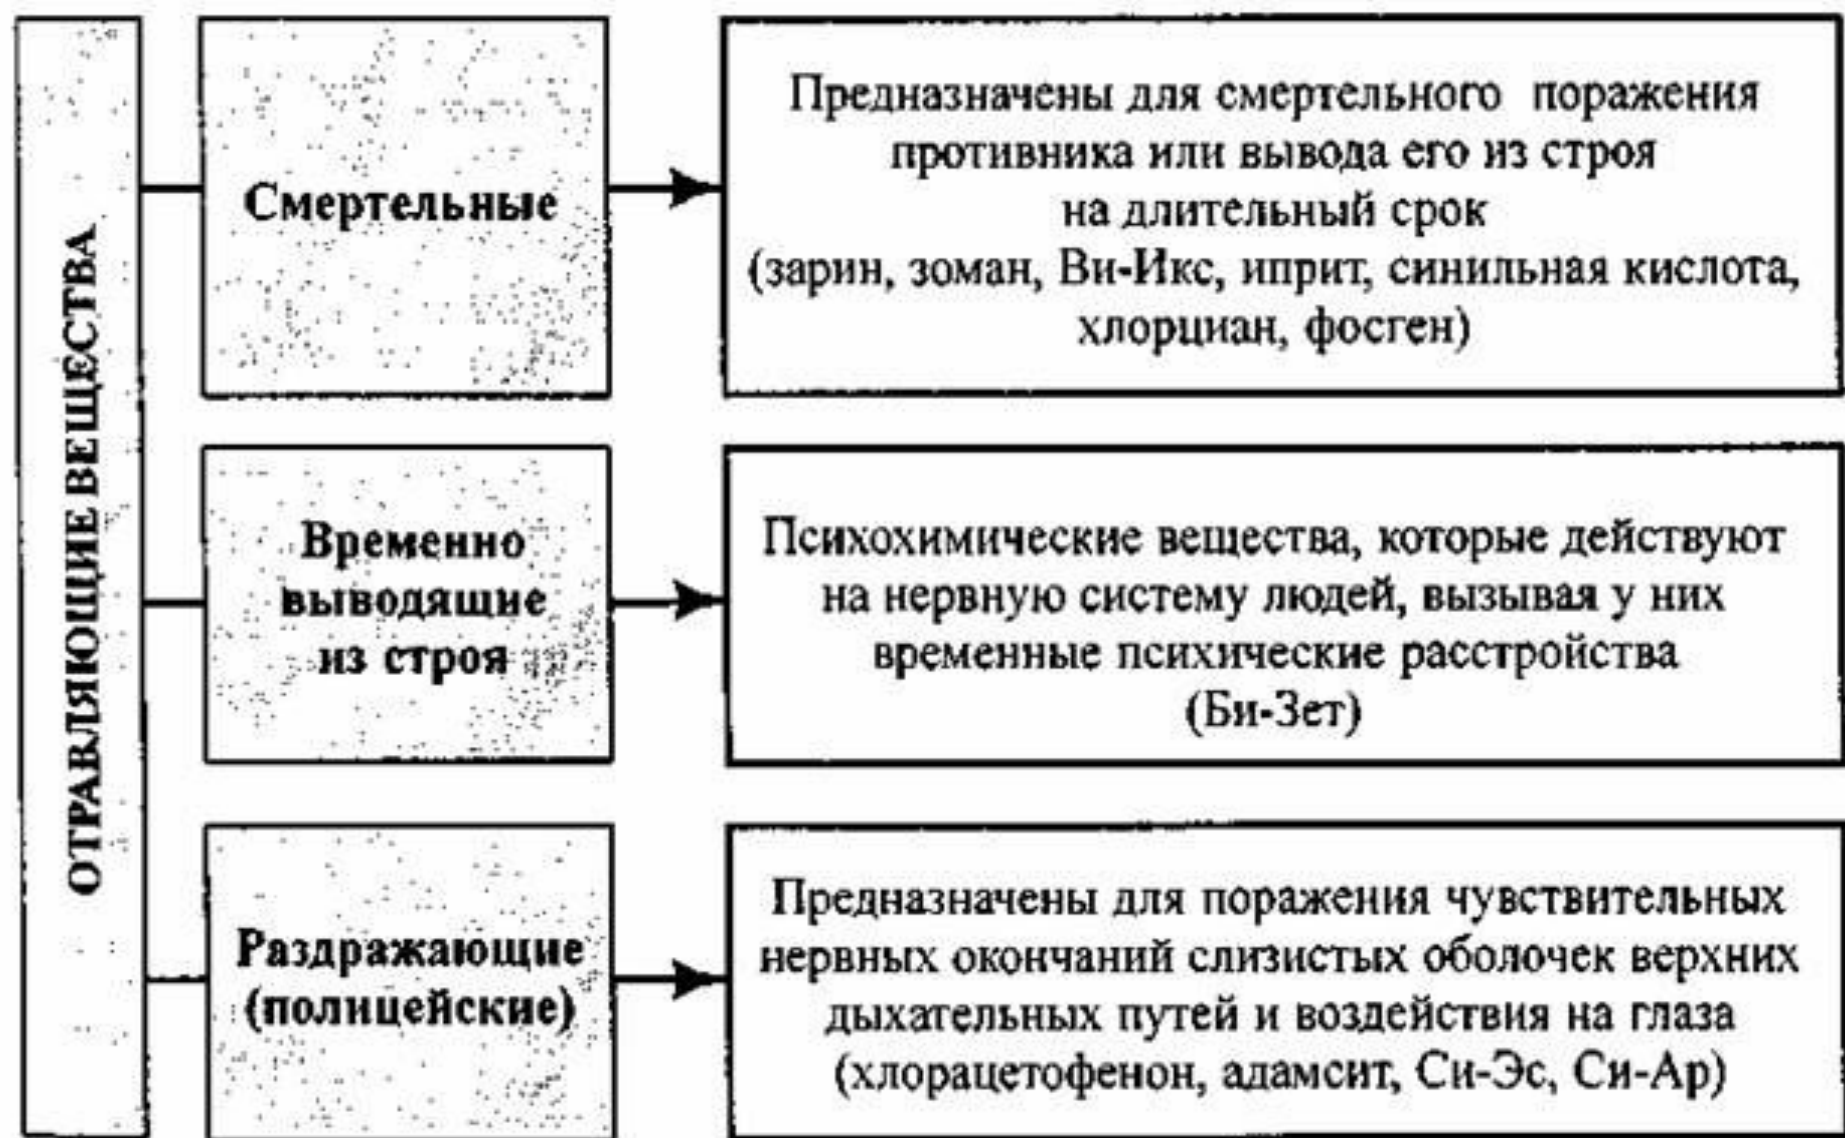 ОТРАВЛЯЮЩИЕ ВЕЩЕСТВА
Смертельные
Предназначены для смертельного поражения
противника или вывода его из строя
на длительный срок
(зарин, зоман, Ви-Икс, иприт, синильная кислота,
хлорциан, фосген)
Временно
выводящие
из строя
Психохимические вещества, которые действуют
на нервную систему людей, вызывая у них
временные психические расстройства
(Би-Зет)
Раздражающие
(полицейские)
Предназначены для поражения чувствительных
нервных окончаний слизистых оболочек верхних
дыхательных путей и воздействия на глаза
(хлорацетофенон, адамсит, Си-Эс, Си-Ар)